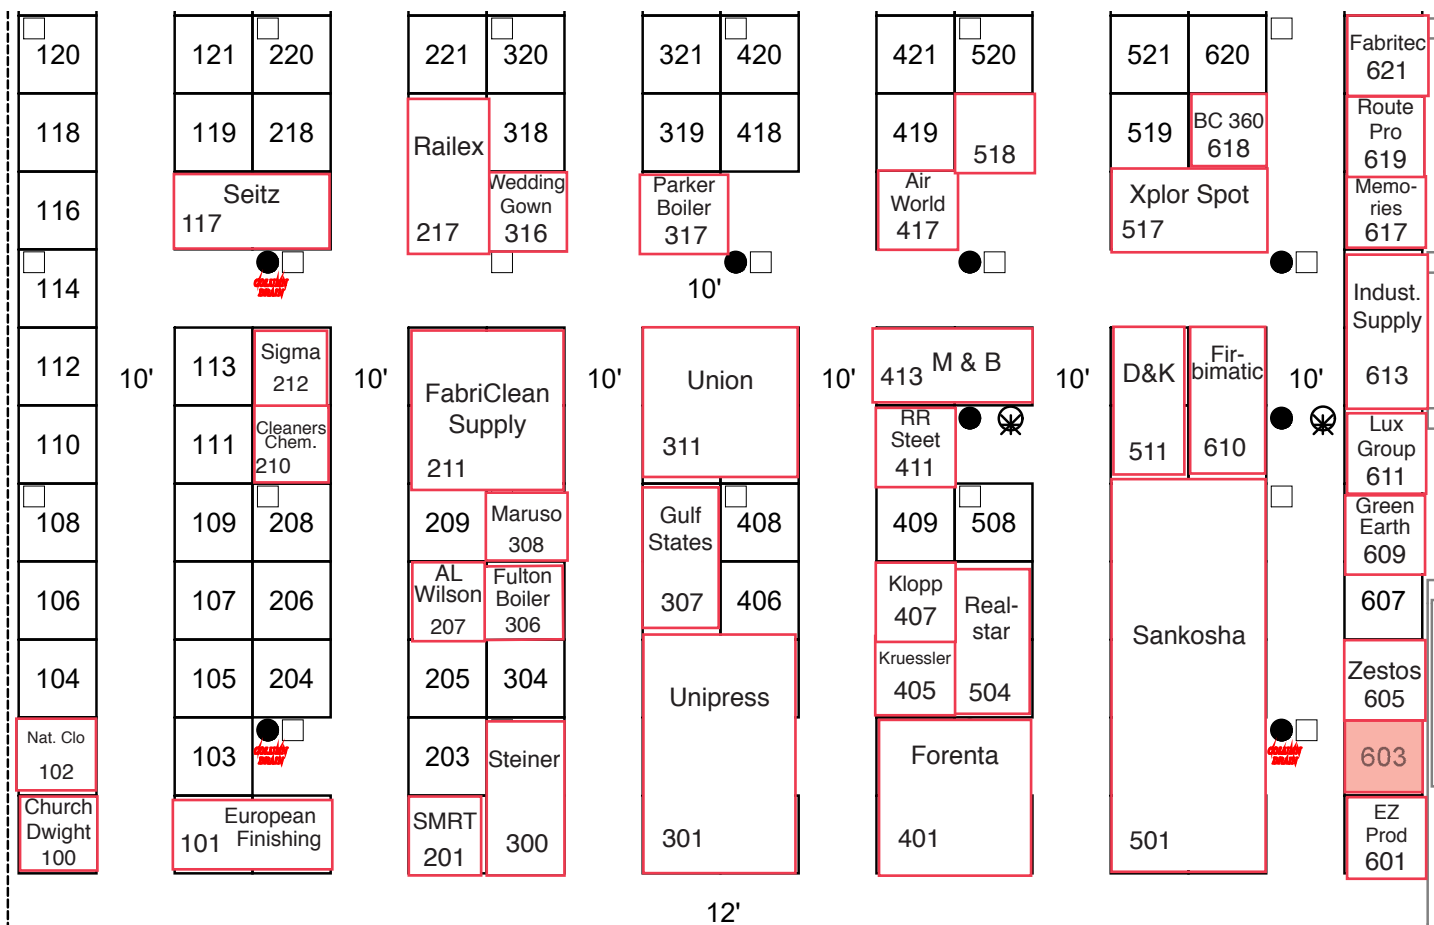 120
121 220
221 320
321 420
421 520
521 620
Fabritec
621
118
119 218
Railex
217
318
319 418
419
518
519
BC 360
618
Route
Pro
619
116
Seitz
117
Wedding
Gown
316
Parker
Boiler
317
Air
World
417
Xplor Spot
517
Memo-
ries
617
114
10'
Indust.
Supply
613
112
10'
113
Sigma
212
10'
FabriClean
Supply
211
10'
Union
311
10'
M & B
413
10'
D&K
511
Fir-
bimatic
610
10'
110
111
Cleaners
Chem.
210
RR
Steet
411
Lux
Group
611
108
109 208
209
Maruso
308
Gulf
States
307
408
409 508
Green
Earth
609
106
107 206
AL
Wilson
207
Fulton
Boiler
306
406
Klopp
407
Real-
star
504
Sankosha
501
607
104
105 204
205 304
Unipress
301
Kruessler
405
Zestos
605
Nat. Clo
102
103
203
Steiner
300
Forenta
401
603
Church
Dwight
100
European
Finishing
101
SMRT
201
EZ
Prod
601
12'